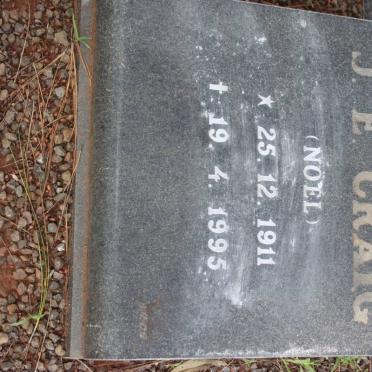 J. E. CRAIG
(NOEL)
★ 25. 12. 1911
✝ 19. 4. 1995